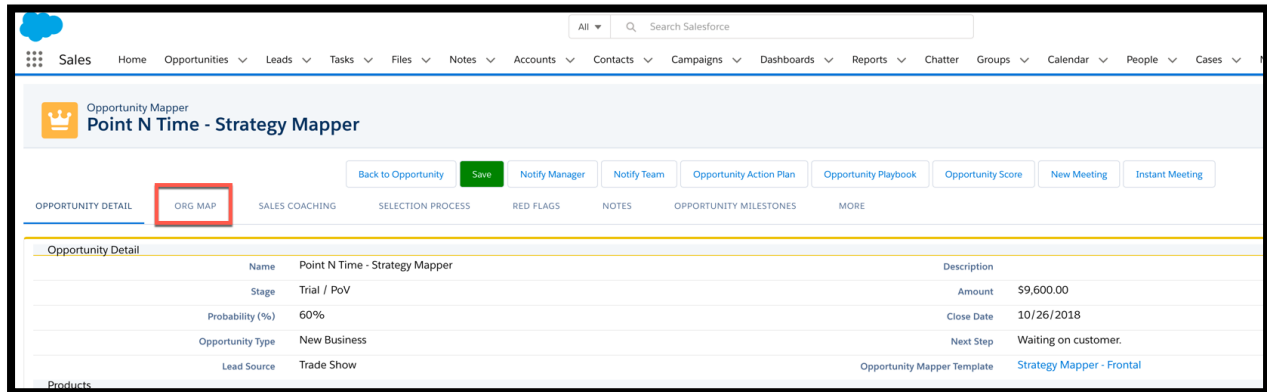 All
Search Salesforce
Sales Home Opportunities Leads Tasks Files Notes Accounts Contacts Campaigns Dashboards Reports Chatter Groups Calendar People Cases
Opportunity Mapper
Point N Time - Strategy Mapper
Back to Opportunity Save Notify Manager Notify Team Opportunity Action Plan Opportunity Playbook Opportunity Score New Meeting Instant Meeting
OPPORTUNITY DETAIL ORG MAP SALES COACHING SELECTION PROCESS RED FLAGS NOTES OPPORTUNITY MILESTONES MORE
Opportunity Detail
Name Point N Time - Strategy Mapper Description
Stage Trial / PoV Amount $9,600.00
Probability (%) 60% Close Date 10/26/2018
Opportunity Type New Business Next Step Waiting on customer.
Lead Source Trade Show Opportunity Mapper Template Strategy Mapper - Frontal
Products